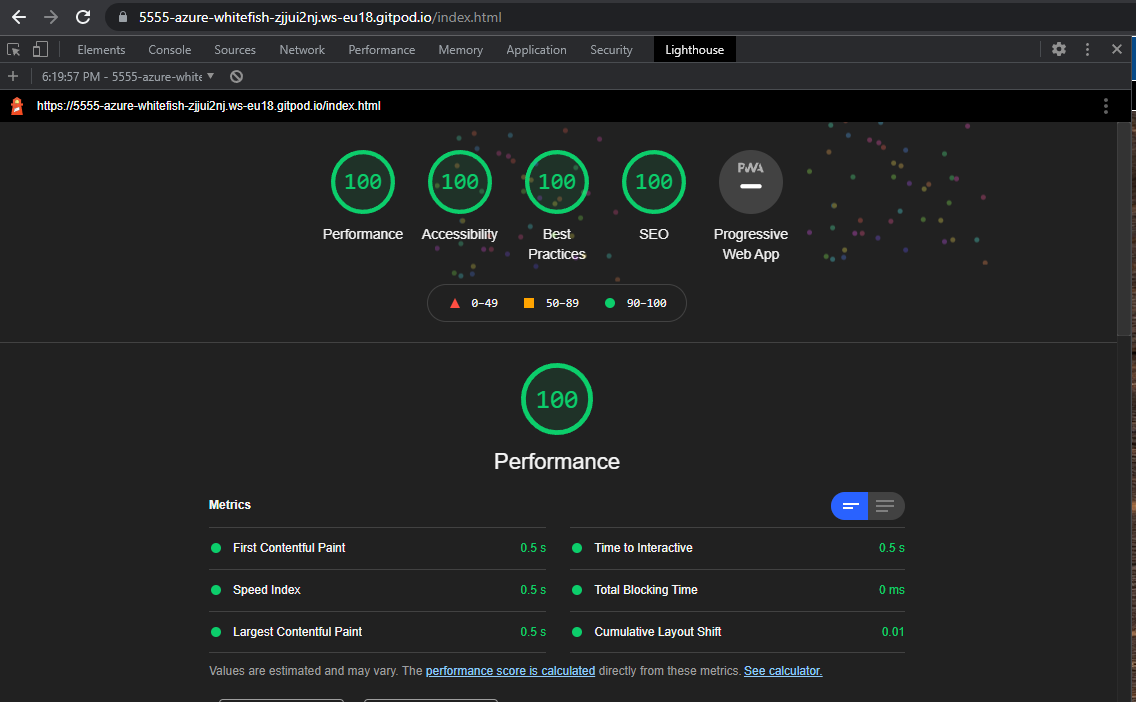 5555-azure-whitefish-zjjui2nj.ws-eu18.gitpod.io/index.html
Elements Console Sources Network Performance Memory Application Security Lighthouse
6:19:57 PM - 5555-azure-white
https://5555-azure-whitefish-zjjui2nj.ws-eu18.gitpod.io/index.html
100 100 100 100 PWA
Performance Accessibility Best Practices SEO Progressive Web App
0–49 50–89 90–100
100
Performance
Metrics
First Contentful Paint 0.5 s Time to Interactive 0.5 s
Speed Index 0.5 s Total Blocking Time 0 ms
Largest Contentful Paint 0.5 s Cumulative Layout Shift 0.01
Values are estimated and may vary. The performance score is calculated directly from these metrics. See calculator.